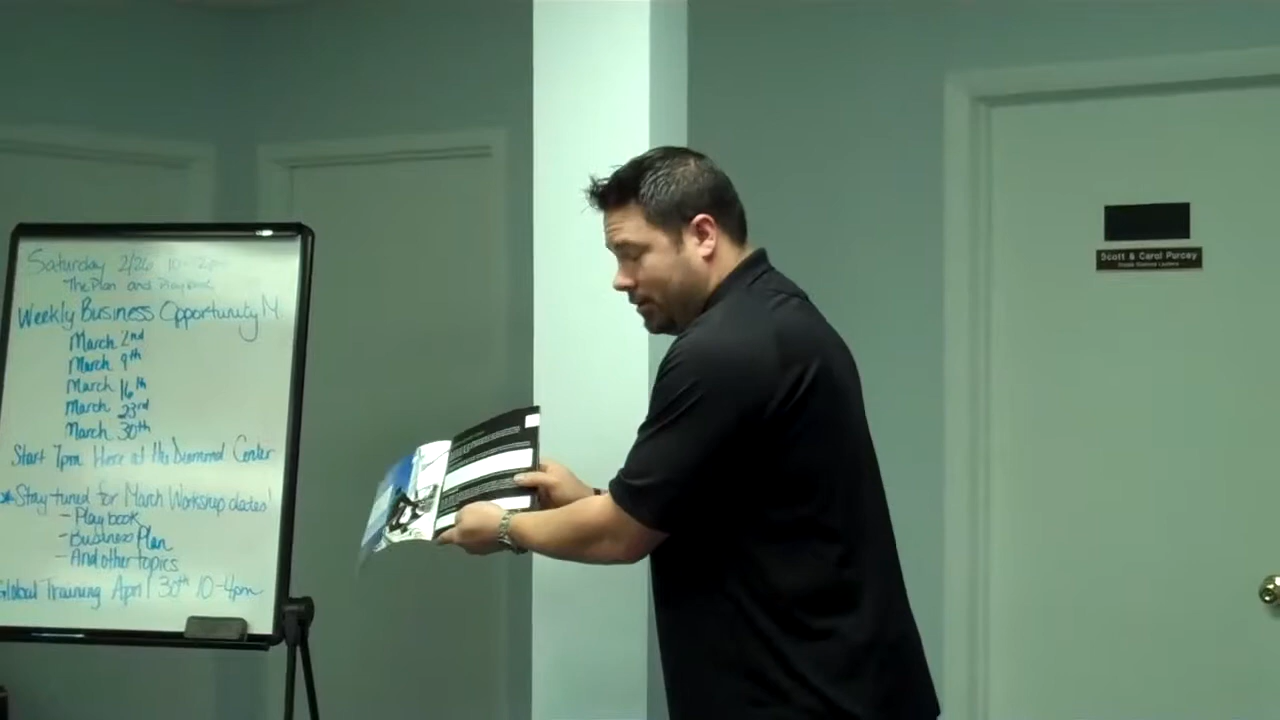 Saturday 2/26 10-2pm
The Plan and Playbook
Weekly Business Opportunity M
March 2nd
March 9th
March 16th
March 23rd
March 30th
Start 7pm Here at the Diamond Center
Stay tuned for March Workshop dates!
- Playbook
- Business Plan
- And other topics
Global Training April 30th 10-4pm
Scott & Carol Purcey